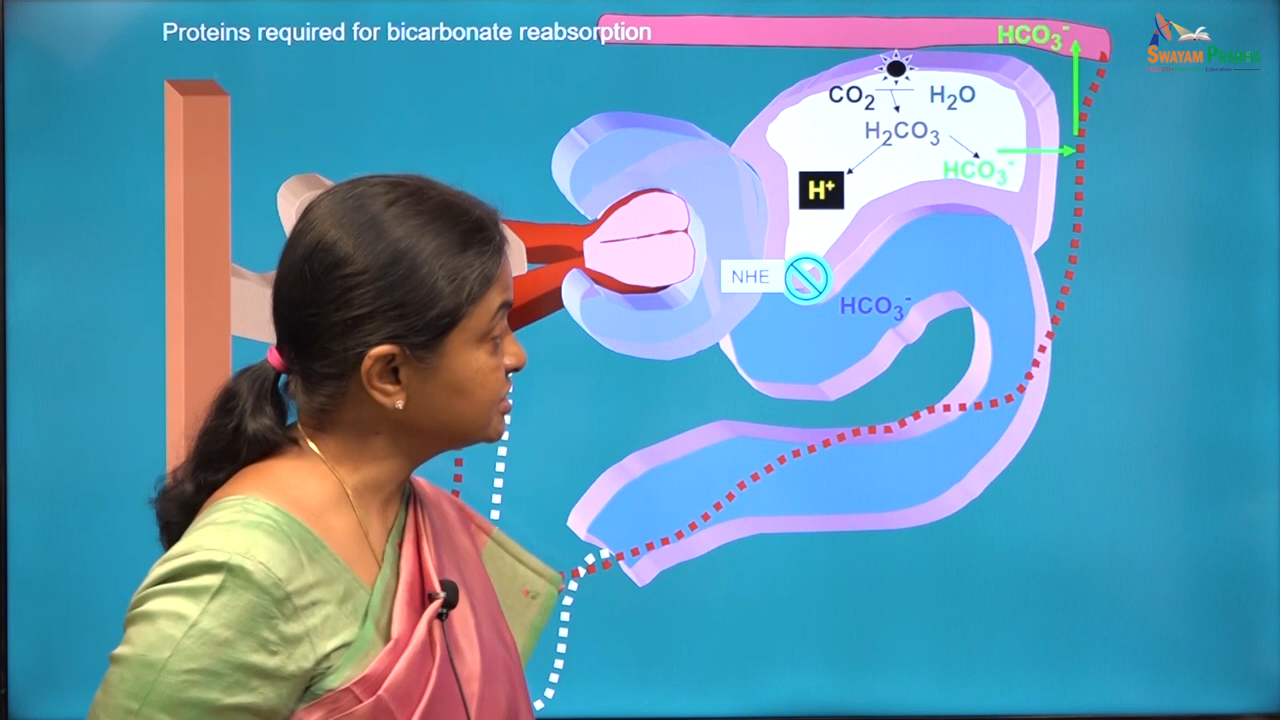 Proteins required for bicarbonate reabsorption
HCO₃⁻
SWAYAM PRABHA
CO₂ H₂O
H₂CO₃
HCO₃⁻
H⁺
NHE
HCO₃⁻